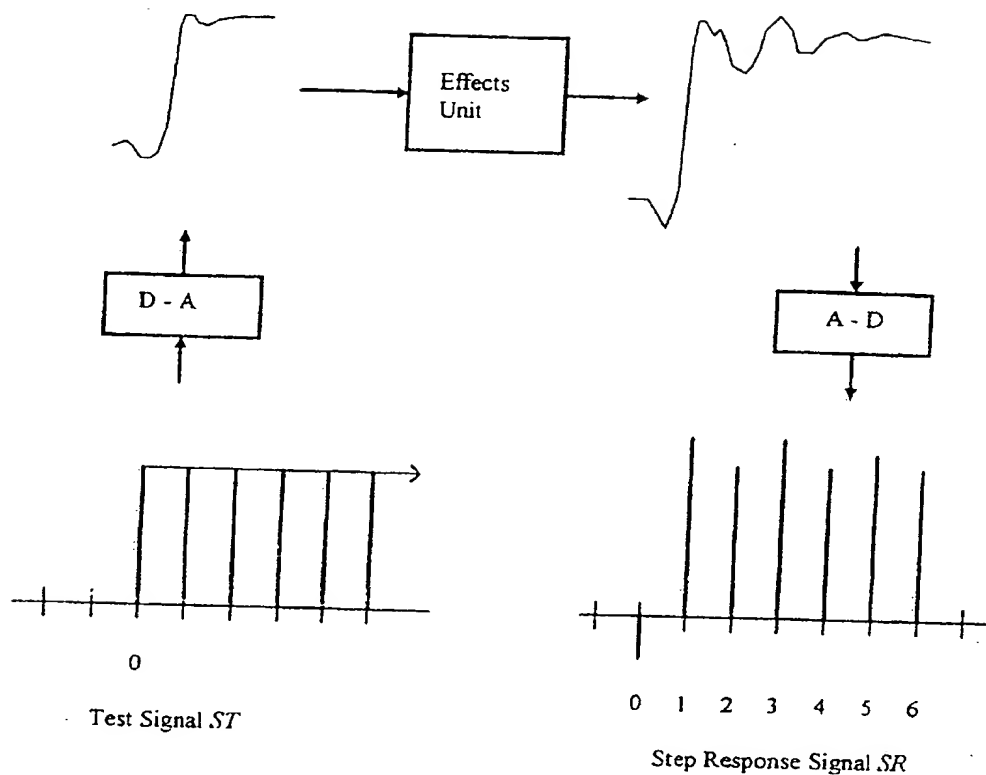 Effects
Unit
D - A
A - D
0
0 1 2 3 4 5 6
Test Signal ST
Step Response Signal SR